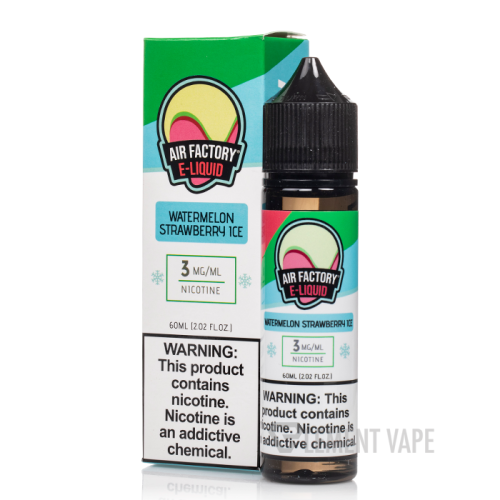 AIR FACTORY
E-LIQUID
WATERMELON
STRAWBERRY ICE
3 MG/ML
NICOTINE
60ML (2.02 FL.OZ)
WARNING:
This product
contains
nicotine.
Nicotine is
an addictive
chemical.
AIR FACTORY
E-LIQUID
WATERMELON STRAWBERRY ICE
3 MG/ML
NICOTINE
60ML (2.02 FL.OZ)
WARNING: This
product contains
icotine. Nicotine is
addictive chemical
ELEMENT VAPE